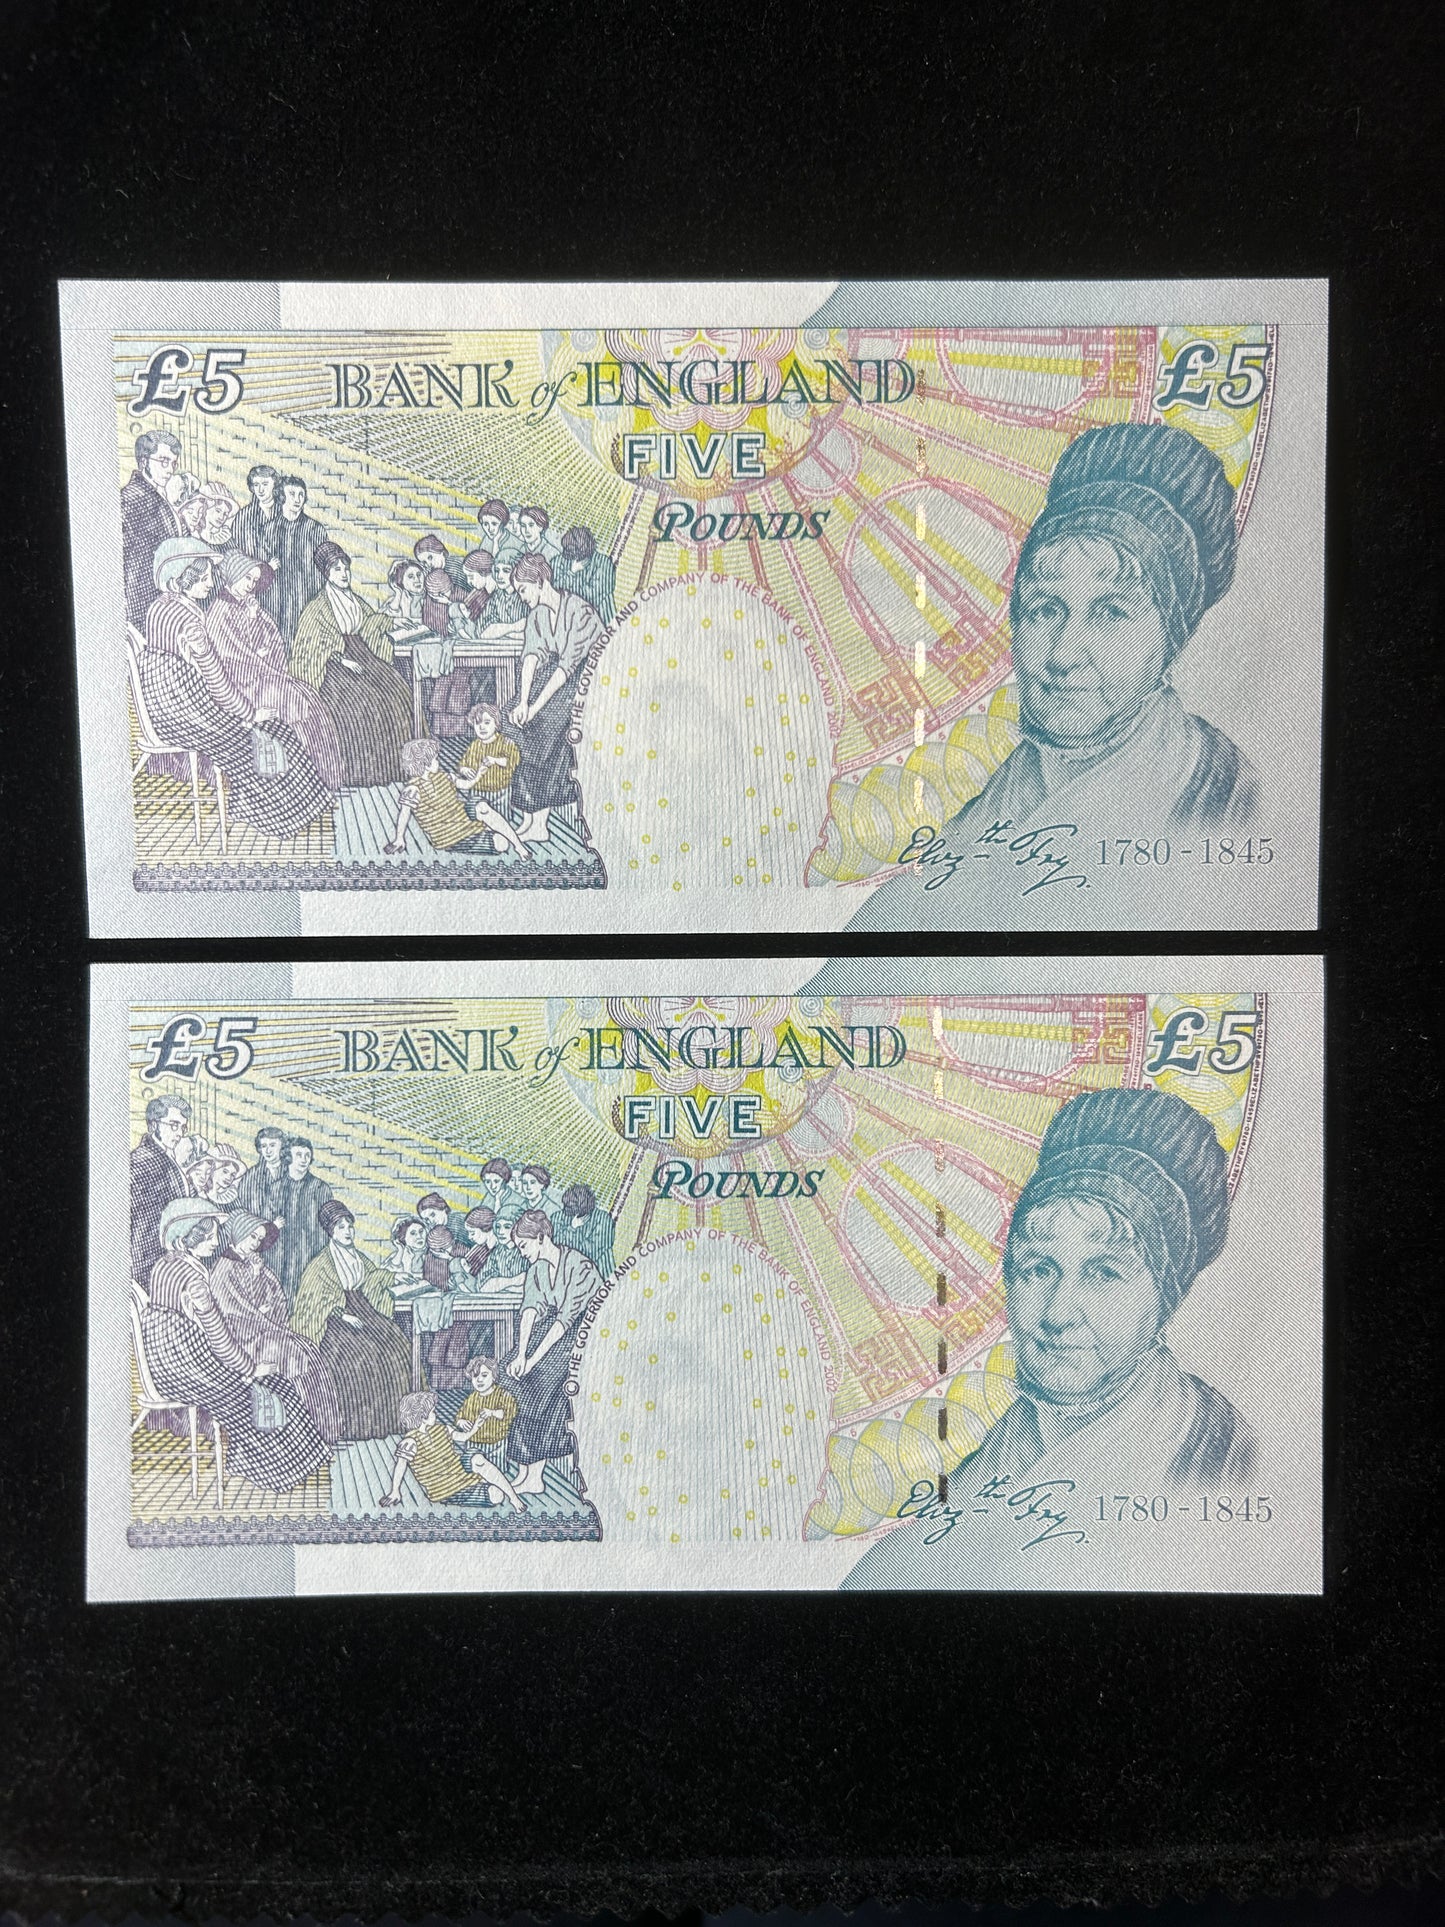 £5 BANK of ENGLAND £5
FIVE
POUNDS
©THE GOVERNOR AND COMPANY OF THE BANK OF ENGLAND 2002
Eliz-th Fry. 1780 - 1845
£5 BANK of ENGLAND £5
FIVE
POUNDS
©THE GOVERNOR AND COMPANY OF THE BANK OF ENGLAND 2002
Eliz-th Fry. 1780 - 1845